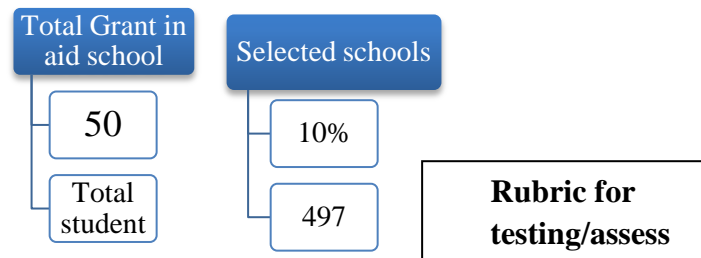 Total Grant in
aid school
50
Total
student
Selected schools
10%
497
Rubric for
testing/assess